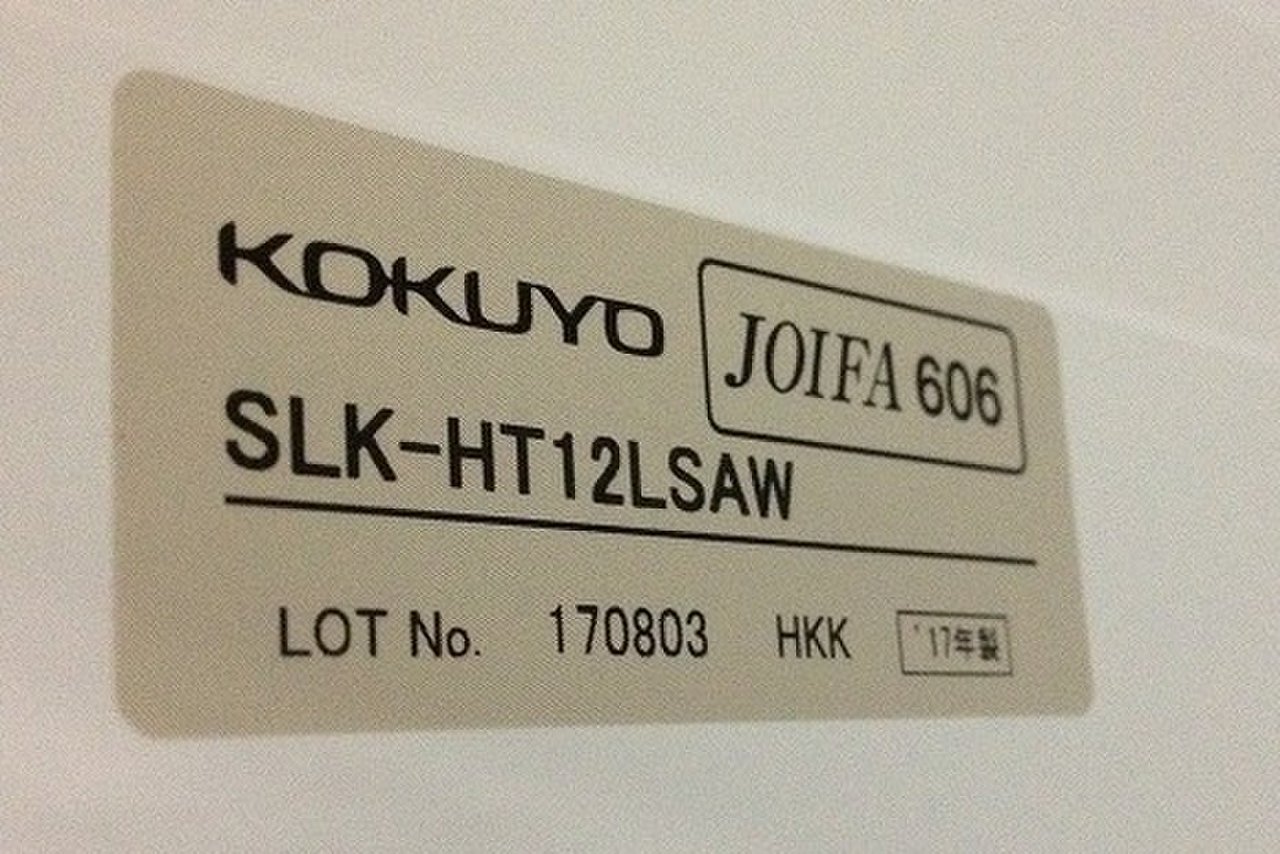 KOKUYO
JOIFA 606
SLK-HT12LSAW
LOT No. 170803 HKK '17年製